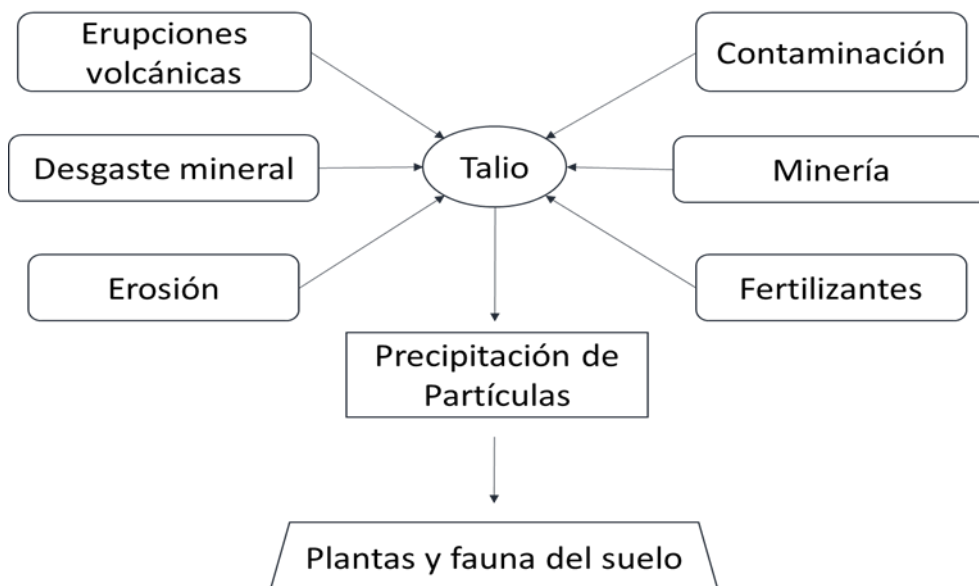 Erupciones
volcánicas
Contaminación
Desgaste mineral
Talio
Minería
Erosión
Fertilizantes
Precipitación de
Partículas
Plantas y fauna del suelo